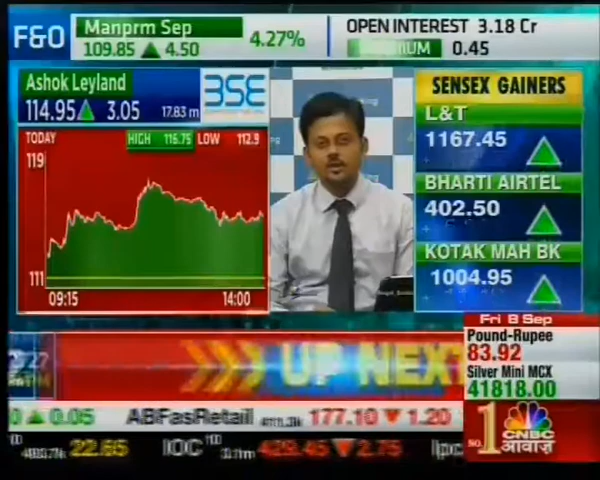 F&O
Manprm Sep
109.85 4.50
4.27%
OPEN INTEREST 3.18 Cr
0.45
Ashok Leyland
114.95 3.05 17.83 m
BSE
TODAY HIGH 116.75 LOW 112.9
119
111
09:15 14:00
SENSEX GAINERS
L&T
1167.45
BHARTI AIRTEL
402.50
KOTAK MAH BK
1004.95
UP NEXT
Fri 8 Sep
Pound-Rupee
83.92
Silver Mini MCX
41818.00
0 0.05 ABFasRetail 177.10 1.20
22.65 IOC 429.45 2.75
NO.1
CNBC
आवाज़